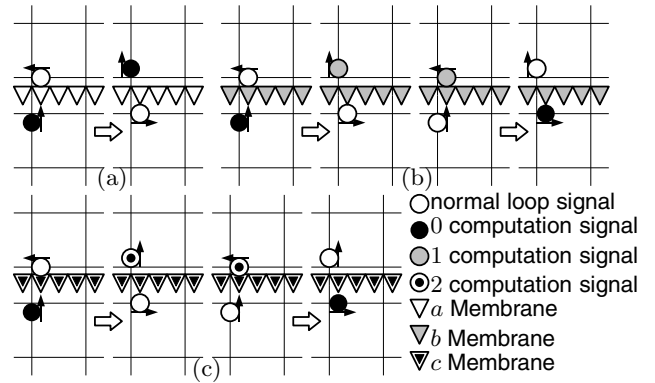 (a)
(b)
(c)
normal loop signal
0 computation signal
1 computation signal
2 computation signal
a Membrane
b Membrane
c Membrane